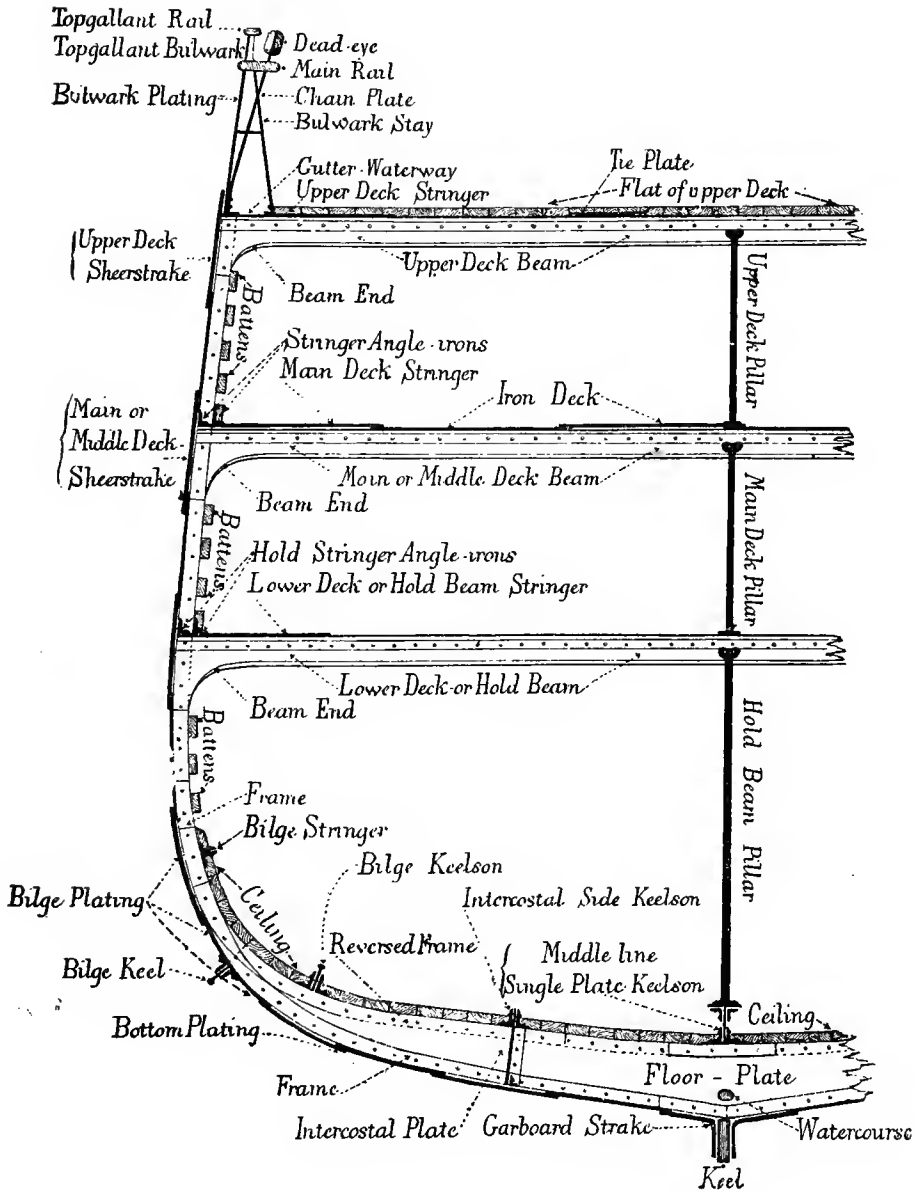 Topgallant Rail
Topgallant Bulwark
Dead-eye
Main Rail
Bulwark Plating
Chain Plate
Bulwark Stay
Gutter Waterway
Upper Deck Stringer
Tie Plate
Flat of upper Deck
Upper Deck
Sheerstrake
Upper Deck Beam
Beam End
Battens
Upper Deck Pillar
Stringer Angle-irons
Main Deck Stringer
Iron Deck
Main or
Middle Deck
Sheerstrake
Main or Middle Deck Beam
Beam End
Battens
Main Deck Pillar
Hold Stringer Angle-irons
Lower Deck or Hold Beam Stringer
Lower Deck or Hold Beam
Beam End
Battens
Hold Beam Pillar
Frame
Bilge Stringer
Bilge Keelson
Intercostal Side Keelson
Bilge Plating
Ceiling
Reversed Frame
Middle line
Single Plate Keelson
Bilge Keel
Ceiling
Bottom Plating
Floor-Plate
Frame
Intercostal Plate
Garboard Strake
Watercourse
Keel